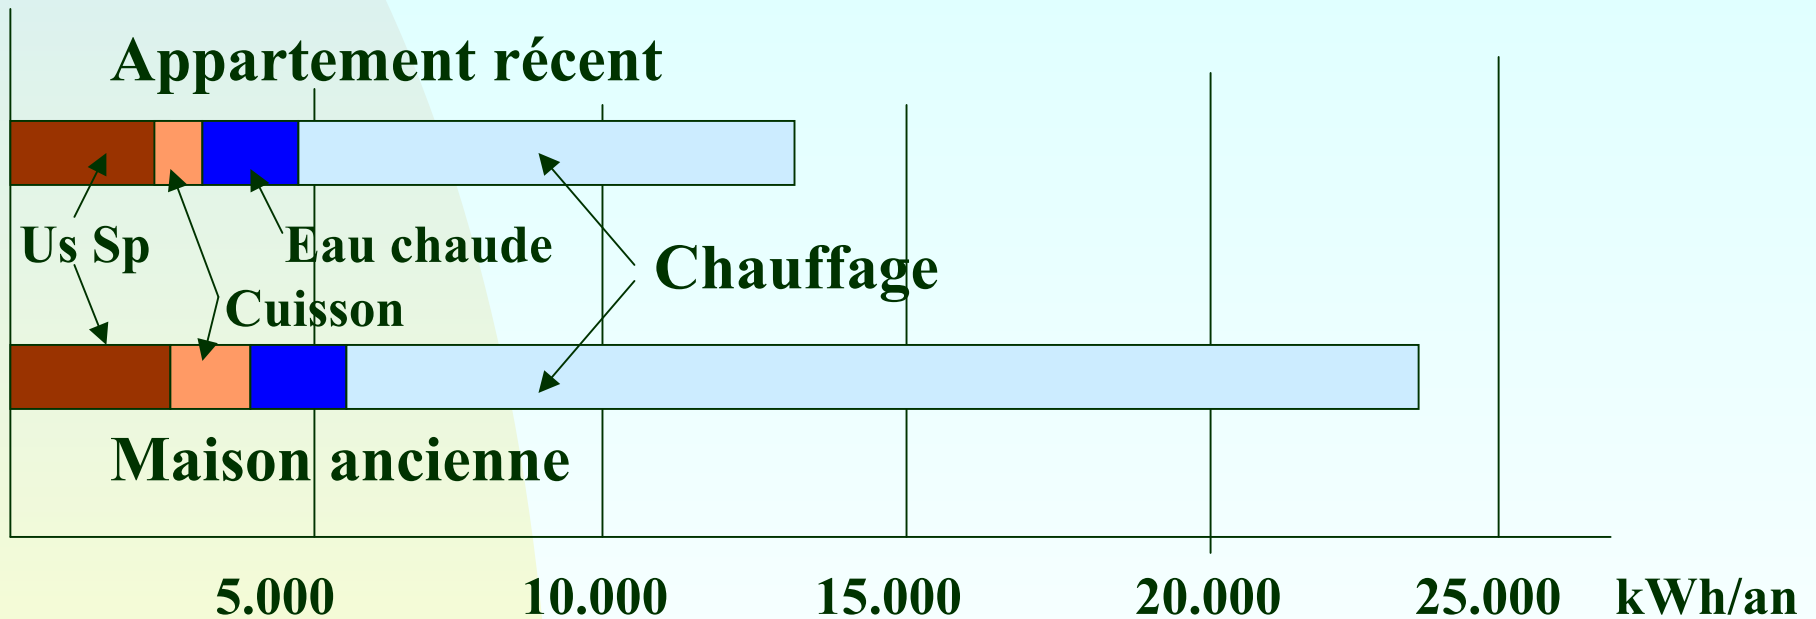 Appartement récent
Us Sp
Eau chaude
Chauffage
Cuisson
Maison ancienne
5.000 10.000 15.000 20.000 25.000 kWh/an